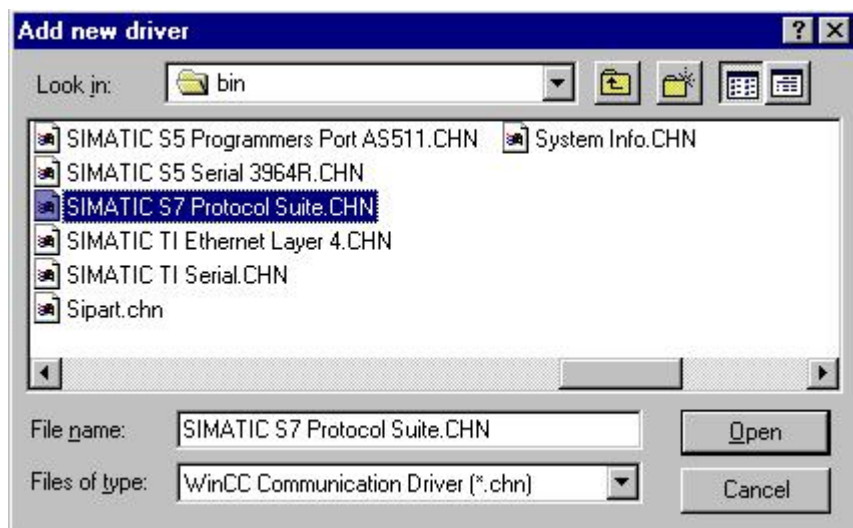 Add new driver
Look in: bin
SIMATIC S5 Programmers Port AS511.CHN
SIMATIC S5 Serial 3964R.CHN
SIMATIC S7 Protocol Suite.CHN
SIMATIC TI Ethernet Layer 4.CHN
SIMATIC TI Serial.CHN
Sipart.chn
System Info.CHN
File name: SIMATIC S7 Protocol Suite.CHN
Open
Files of type: WinCC Communication Driver (*.chn)
Cancel